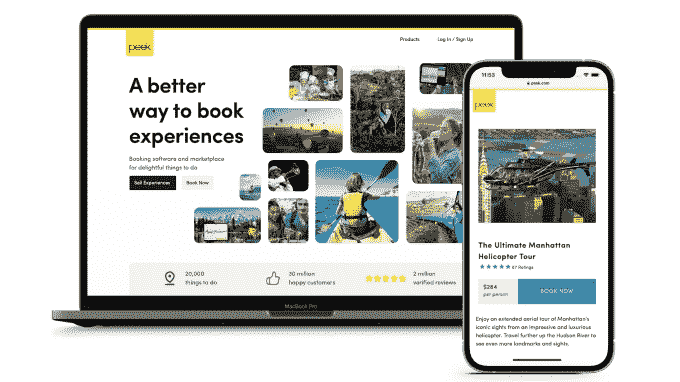 peek
Products
Log In / Sign Up
A better
way to book
experiences
Booking software and marketplace
for delightful things to do
Sell Experiences
Book Now
20,000
things to do
30 million
happy customers
2 million
verified reviews
MacBook Pro
11:53
peek.com
peek
The Ultimate Manhattan
Helicopter Tour
67 Ratings
$284
per person
BOOK NOW
Enjoy an extended aerial tour of Manhattan's
iconic sights from an impressive and luxurious
helicopter. Travel further up the Hudson River to
see even more landmarks and sights.